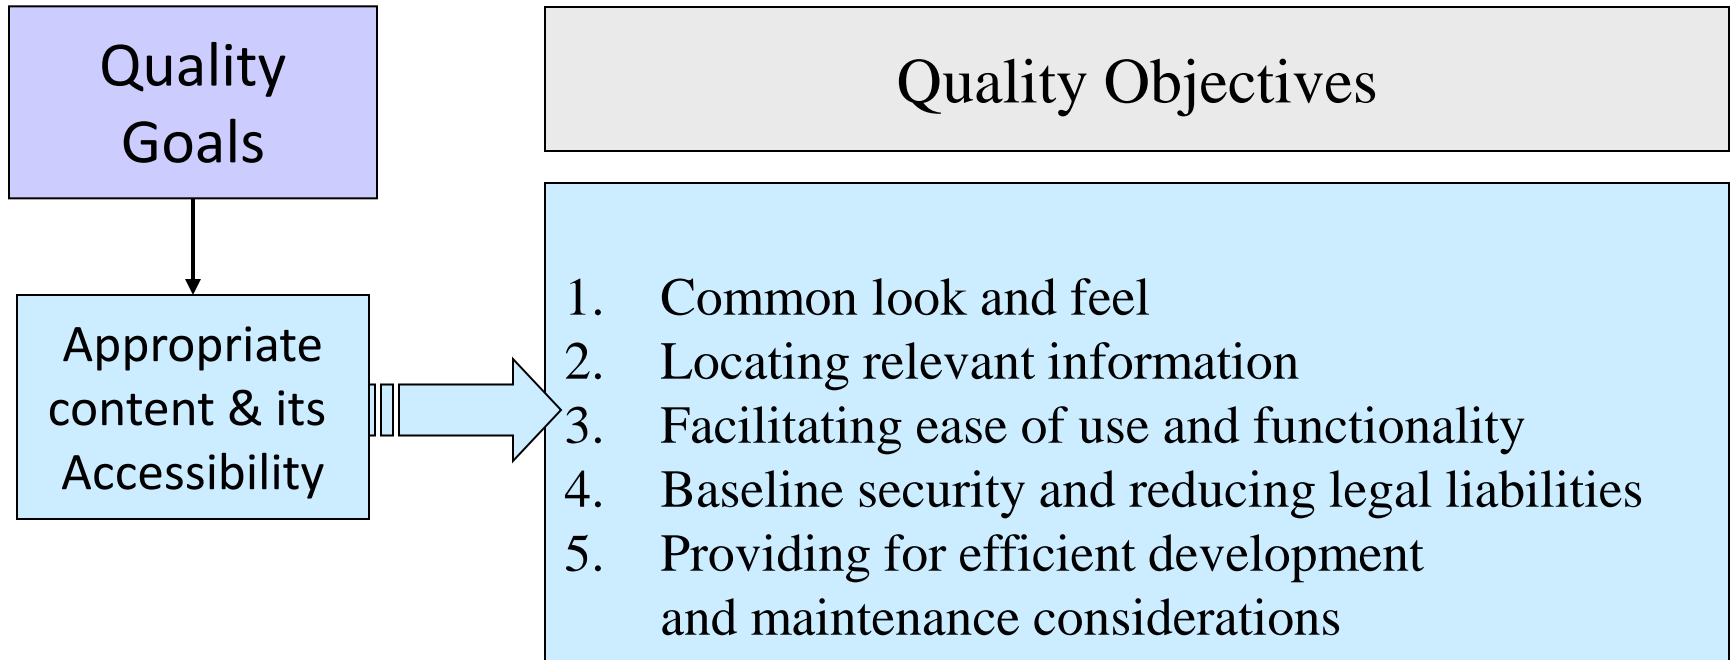 Quality
Goals
Quality Objectives
Appropriate
content & its
Accessibility
1. Common look and feel
2. Locating relevant information
3. Facilitating ease of use and functionality
4. Baseline security and reducing legal liabilities
5. Providing for efficient development
and maintenance considerations